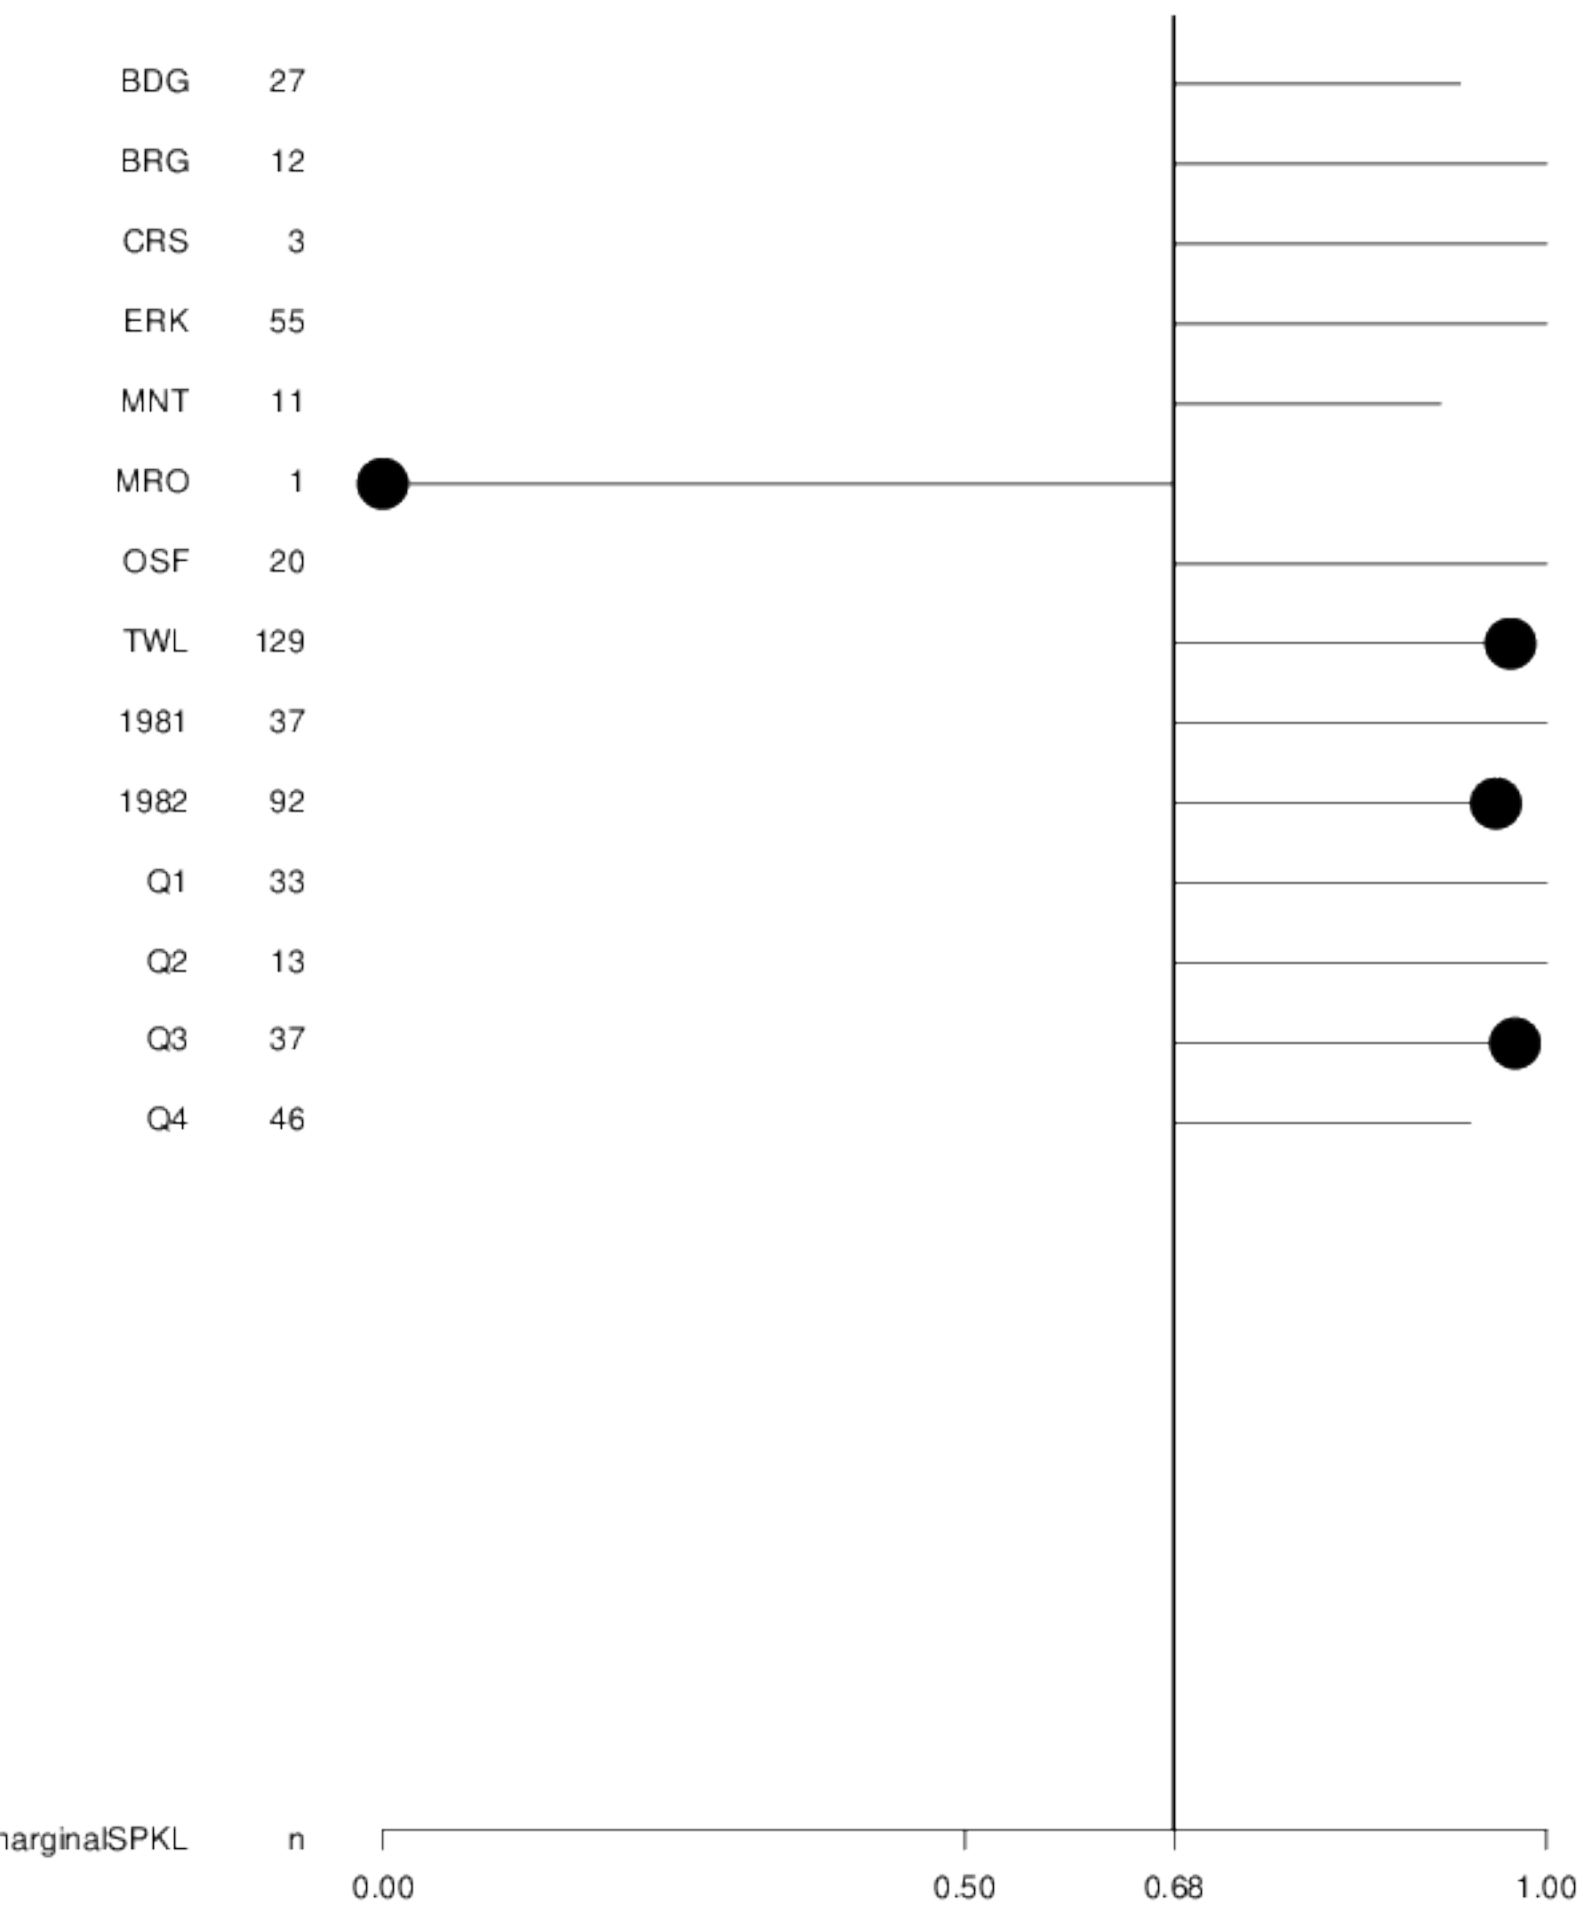 BDG 27
BRG 12
CRS 3
ERK 55
MNT 11
MRO 1
OSF 20
TWL 129
1981 37
1982 92
Q1 33
Q2 13
Q3 37
Q4 46
arginalSPKL n
0.00 0.50 0.68 1.00